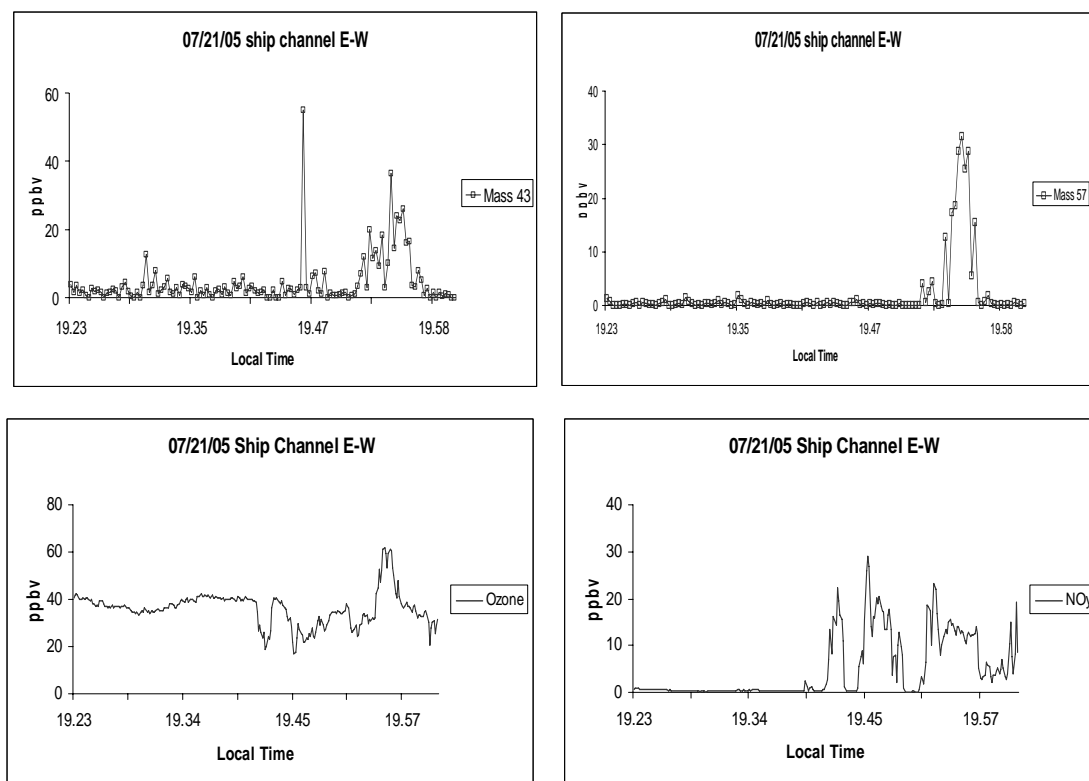 07/21/05 ship channel E-W
60
40
20
0
ppbv
19.23
19.35
19.47
19.58
Local Time
Mass 43
07/21/05 ship channel E-W
40
30
20
10
0
ppbv
19.23
19.35
19.47
19.58
Local Time
Mass 57
07/21/05 Ship Channel E-W
80
60
40
20
0
ppbv
19.23
19.34
19.45
19.57
Local Time
Ozone
07/21/05 Ship Channel E-W
40
30
20
10
0
ppbv
19.23
19.34
19.45
19.57
Local Time
NOy